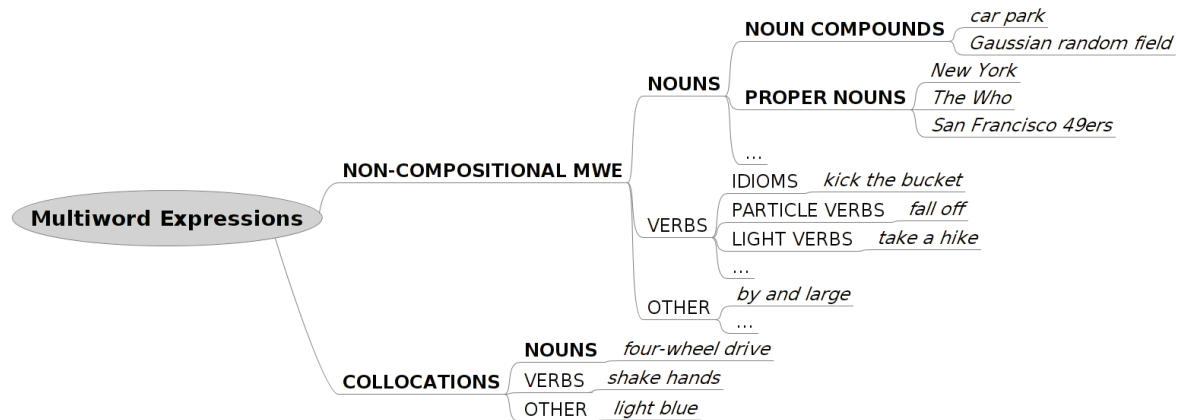 Multiword Expressions
NON-COMPOSITIONAL MWE
NOUNS
NOUN COMPOUNDS
car park
Gaussian random field
PROPER NOUNS
New York
The Who
San Francisco 49ers
...
VERBS
IDIOMS
kick the bucket
PARTICLE VERBS
fall off
LIGHT VERBS
take a hike
...
OTHER
by and large
...
COLLOCATIONS
NOUNS
four-wheel drive
VERBS
shake hands
OTHER
light blue